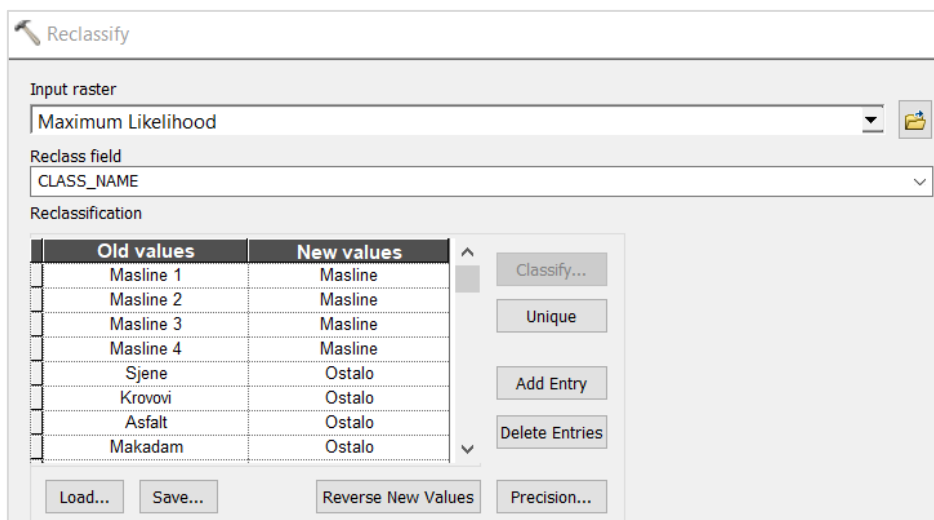 Reclassify
Input raster
Maximum Likelihood
Reclass field
CLASS_NAME
Reclassification
Old values New values
Masline 1 Masline
Masline 2 Masline
Masline 3 Masline
Masline 4 Masline
Sjene Ostalo
Krovovi Ostalo
Asfalt Ostalo
Makadam Ostalo
Classify...
Unique
Add Entry
Delete Entries
Load... Save... Reverse New Values Precision...